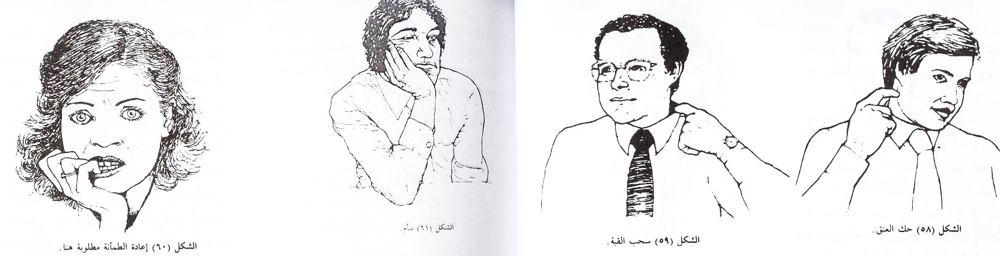 الشكل (٥٨) حك العنق.
الشكل (٥٩) سحب القبة.
الشكل (٦١) سأم.
الشكل (٦٠) إعادة الطمأنة مطلوبة هنا.